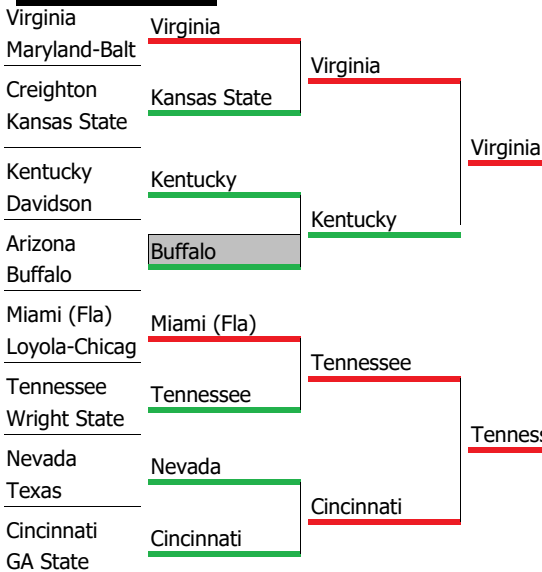 Virginia
Maryland-Balt
Creighton
Kansas State
Kentucky
Davidson
Arizona
Buffalo
Miami (Fla)
Loyola-Chicag
Tennessee
Wright State
Nevada
Texas
Cincinnati
GA State
Virginia
Kansas State
Kentucky
Buffalo
Miami (Fla)
Tennessee
Nevada
Cincinnati
Virginia
Kentucky
Tennessee
Cincinnati
Virginia
Tenness